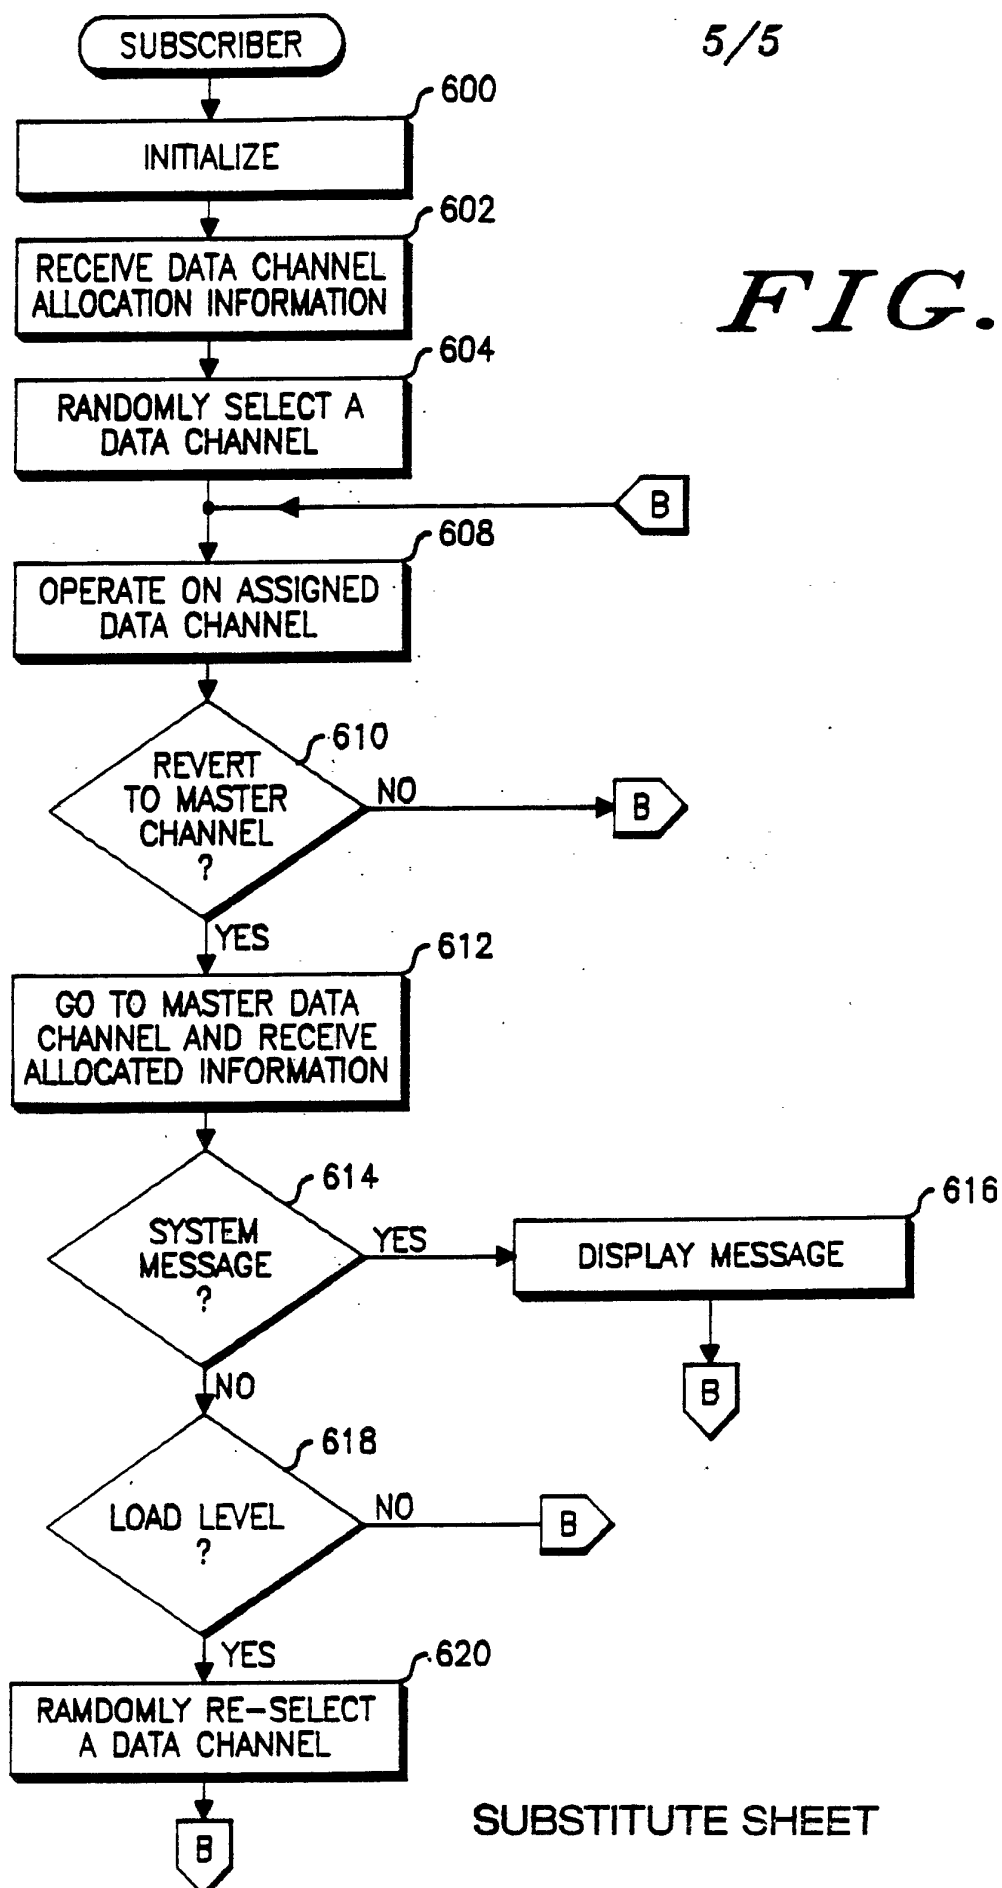 SUBSCRIBER
5/5
600
INITIALIZE
602
RECEIVE DATA CHANNEL
ALLOCATION INFORMATION
FIG.
604
RANDOMLY SELECT A
DATA CHANNEL
B
608
OPERATE ON ASSIGNED
DATA CHANNEL
610
REVERT
TO MASTER
CHANNEL
?
NO
B
YES
612
GO TO MASTER DATA
CHANNEL AND RECEIVE
ALLOCATED INFORMATION
614
SYSTEM
MESSAGE
?
YES
616
DISPLAY MESSAGE
B
NO
618
LOAD LEVEL
?
NO
B
YES
620
RAMDOMLY RE-SELECT
A DATA CHANNEL
B
SUBSTITUTE SHEET